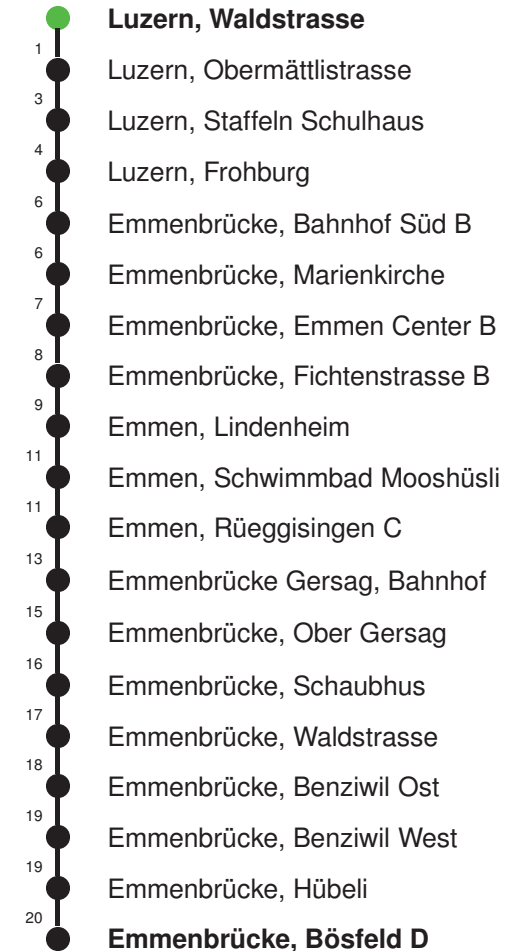 Luzern, Waldstrasse
1
Luzern, Obermättlistrasse
3
Luzern, Staffeln Schulhaus
4
Luzern, Frohburg
6
Emmenbrücke, Bahnhof Süd B
6
Emmenbrücke, Marienkirche
7
Emmenbrücke, Emmen Center B
8
Emmenbrücke, Fichtenstrasse B
9
Emmen, Lindenheim
11
Emmen, Schwimmbad Mooshüsli
11
Emmen, Rüeggisingen C
13
Emmenbrücke Gersag, Bahnhof
15
Emmenbrücke, Ober Gersag
16
Emmenbrücke, Schaubhus
17
Emmenbrücke, Waldstrasse
18
Emmenbrücke, Benziwil Ost
19
Emmenbrücke, Benziwil West
19
Emmenbrücke, Hübeli
20
Emmenbrücke, Bösfeld D